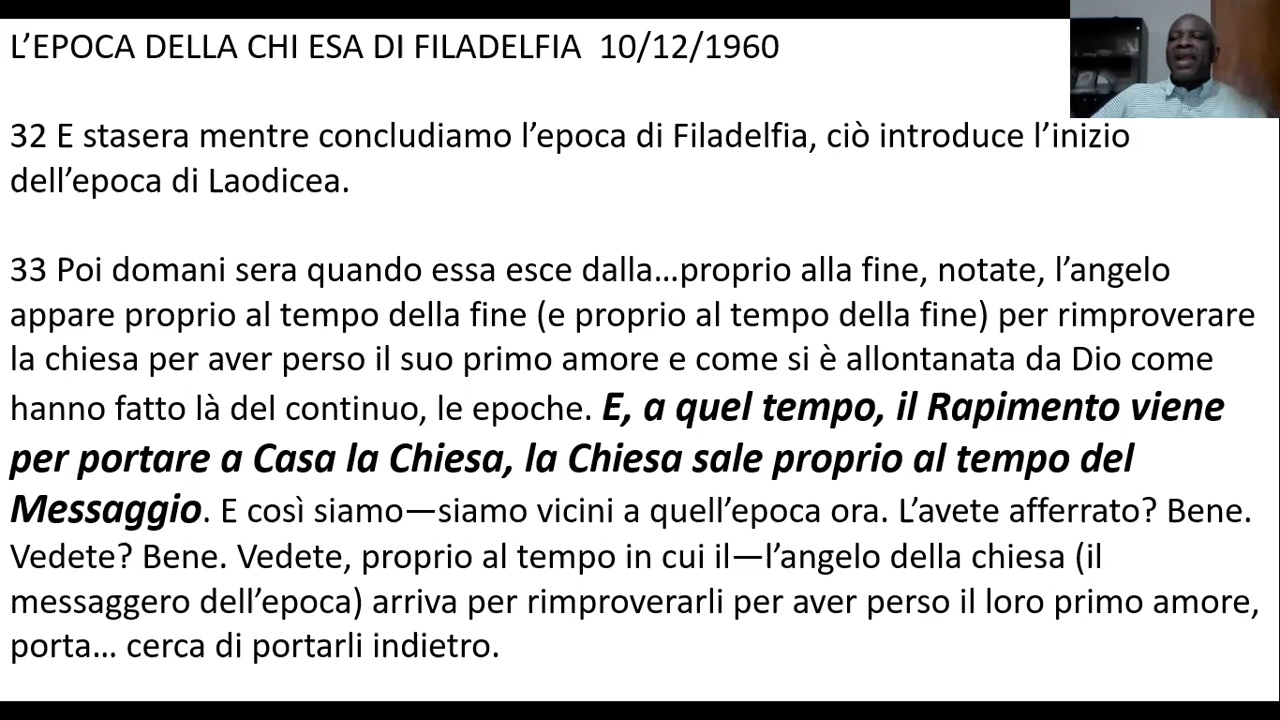 L’EPOCA DELLA CHI ESA DI FILADELFIA  10/12/1960
32 E stasera mentre concludiamo l’epoca di Filadelfia, ciò introduce l’inizio
dell’epoca di Laodicea.
33 Poi domani sera quando essa esce dalla…proprio alla fine, notate, l’angelo
appare proprio al tempo della fine (e proprio al tempo della fine) per rimproverare
la chiesa per aver perso il suo primo amore e come si è allontanata da Dio come
hanno fatto là del continuo, le epoche. E, a quel tempo, il Rapimento viene
per portare a Casa la Chiesa, la Chiesa sale proprio al tempo del
Messaggio. E così siamo—siamo vicini a quell’epoca ora. L’avete afferrato? Bene.
Vedete? Bene. Vedete, proprio al tempo in cui il—l’angelo della chiesa (il
messaggero dell’epoca) arriva per rimproverarli per aver perso il loro primo amore,
porta… cerca di portarli indietro.